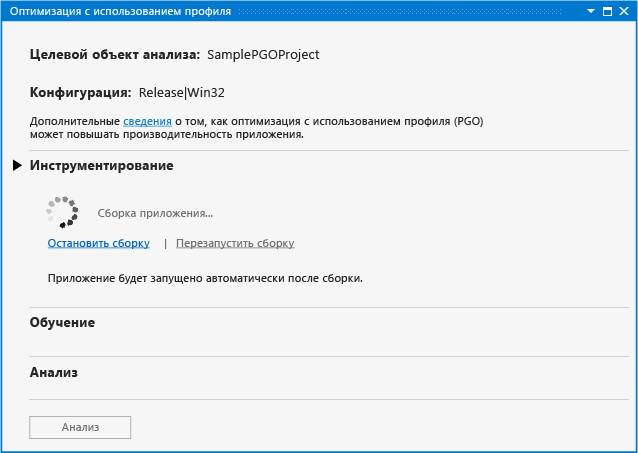 Оптимизация с использованием профиля
Целевой объект анализа: SamplePGOProject
Конфигурация: Release|Win32
Дополнительные сведения о том, как оптимизация с использованием профиля (PGO)
может повышать производительность приложения.
Инструментирование
Сборка приложения...
Остановить сборку | Перезапустить сборку
Приложение будет запущено автоматически после сборки.
Обучение
Анализ
Анализ